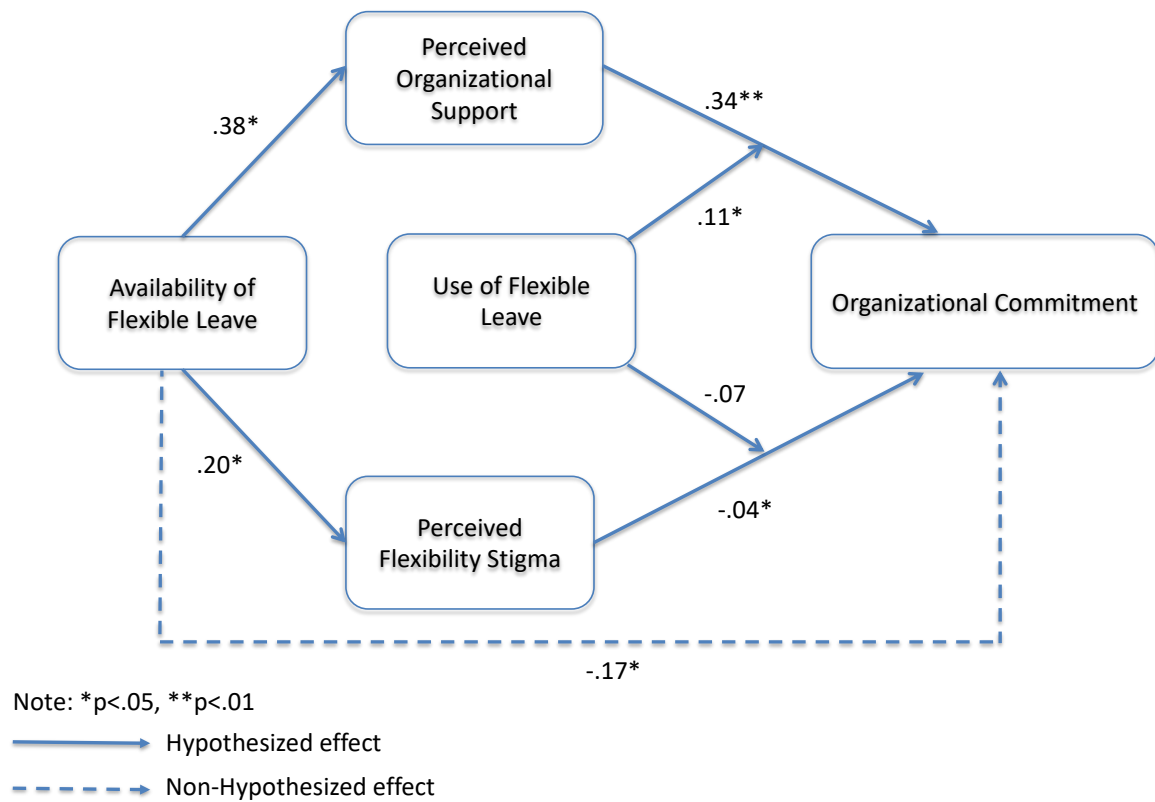 Perceived
Organizational
Support
.34**
.38*
.11*
Availability of
Flexible Leave
Use of Flexible
Leave
Organizational Commitment
-.07
.20*
-.04*
Perceived
Flexibility Stigma
-.17*
Note: *p<.05, **p<.01
Hypothesized effect
Non-Hypothesized effect